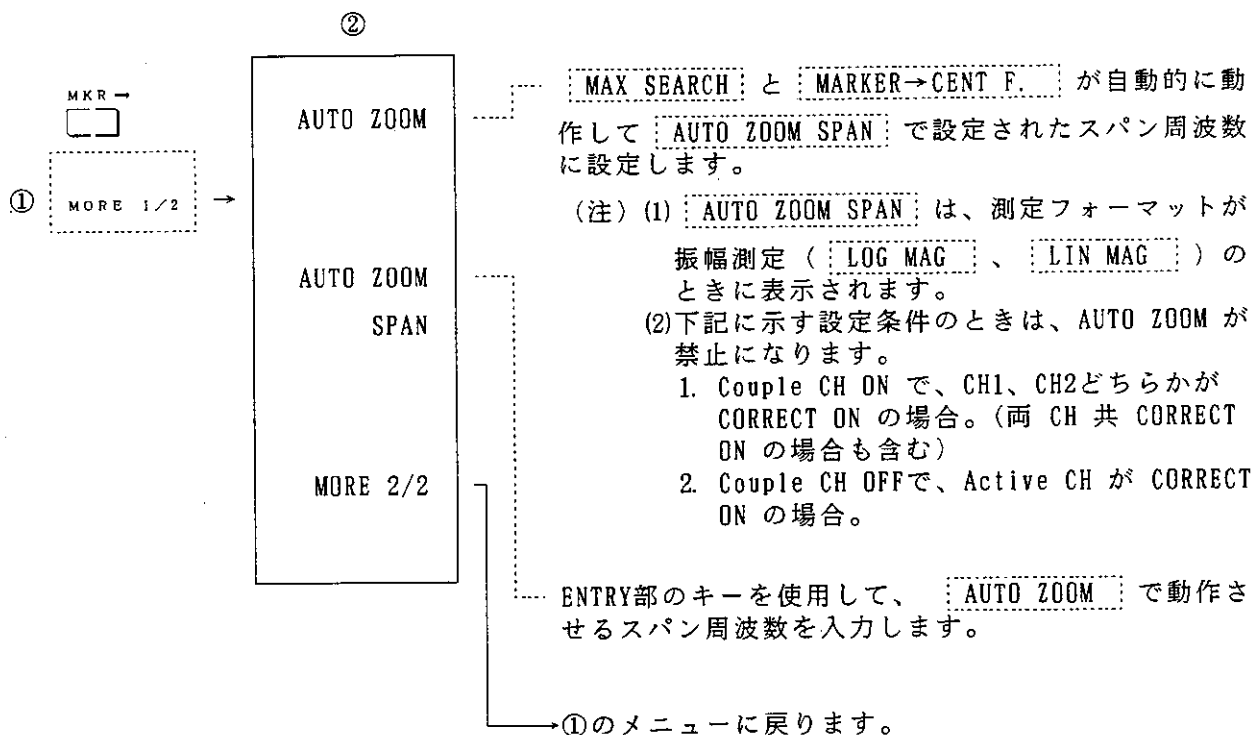 ②
MKR→
① MORE 1/2 →
AUTO ZOOM
MAX SEARCH と MARKER→CENT F. が自動的に動
作して AUTO ZOOM SPAN で設定されたスパン周波数
に設定します。
(注) (1) AUTO ZOOM SPAN は、測定フォーマットが
振幅測定 ( LOG MAG 、 LIN MAG ) の
ときに表示されます。
(2)下記に示す設定条件のときは、AUTO ZOOM が
禁止になります。
1. Couple CH ON で、CH1、CH2どちらかが
CORRECT ON の場合。(両 CH 共 CORRECT
ON の場合も含む)
2. Couple CH OFFで、Active CH が CORRECT
ON の場合。
AUTO ZOOM
SPAN
ENTRY部のキーを使用して、 AUTO ZOOM で動作さ
せるスパン周波数を入力します。
MORE 2/2
→①のメニューに戻ります。